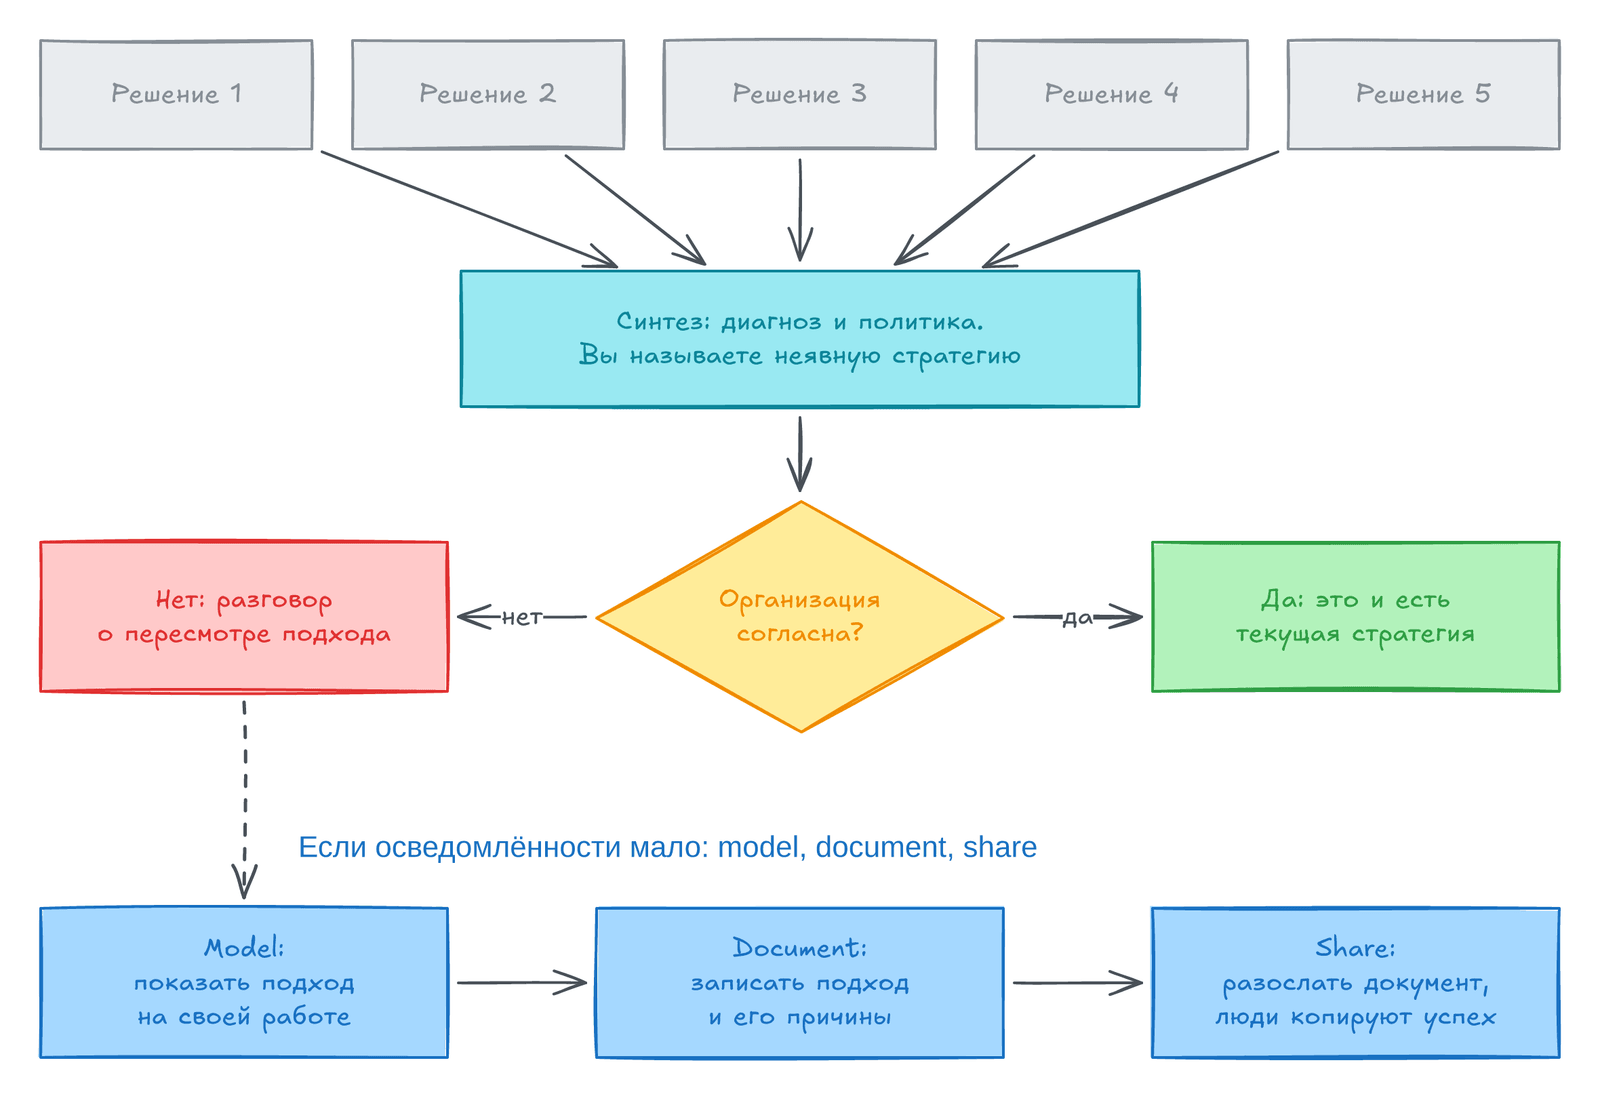 Решение 1
Решение 2
Решение 3
Решение 4
Решение 5
Синтез: диагноз и политика.
Вы называете неявную стратегию
Нет: разговор
о пересмотре подхода
нет
Организация
согласна?
да
Да: это и есть
текущая стратегия
Если осведомлённости мало: model, document, share
Model:
показать подход
на своей работе
Document:
записать подход
и его причины
Share:
разослать документ,
люди копируют успех